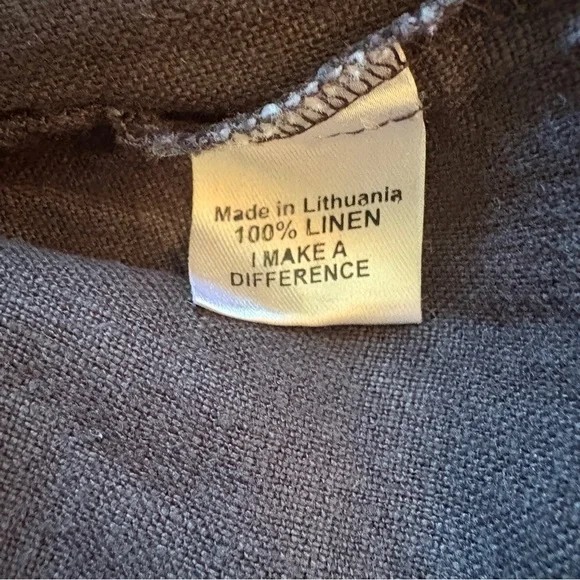 Made in Lithuania
100% LINEN
I MAKE A
DIFFERENCE